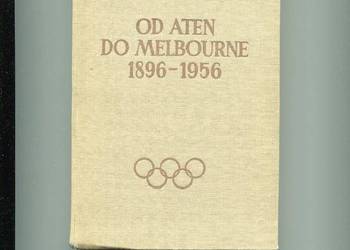 OD ATEN
DO MELBOURNE
1896-1956